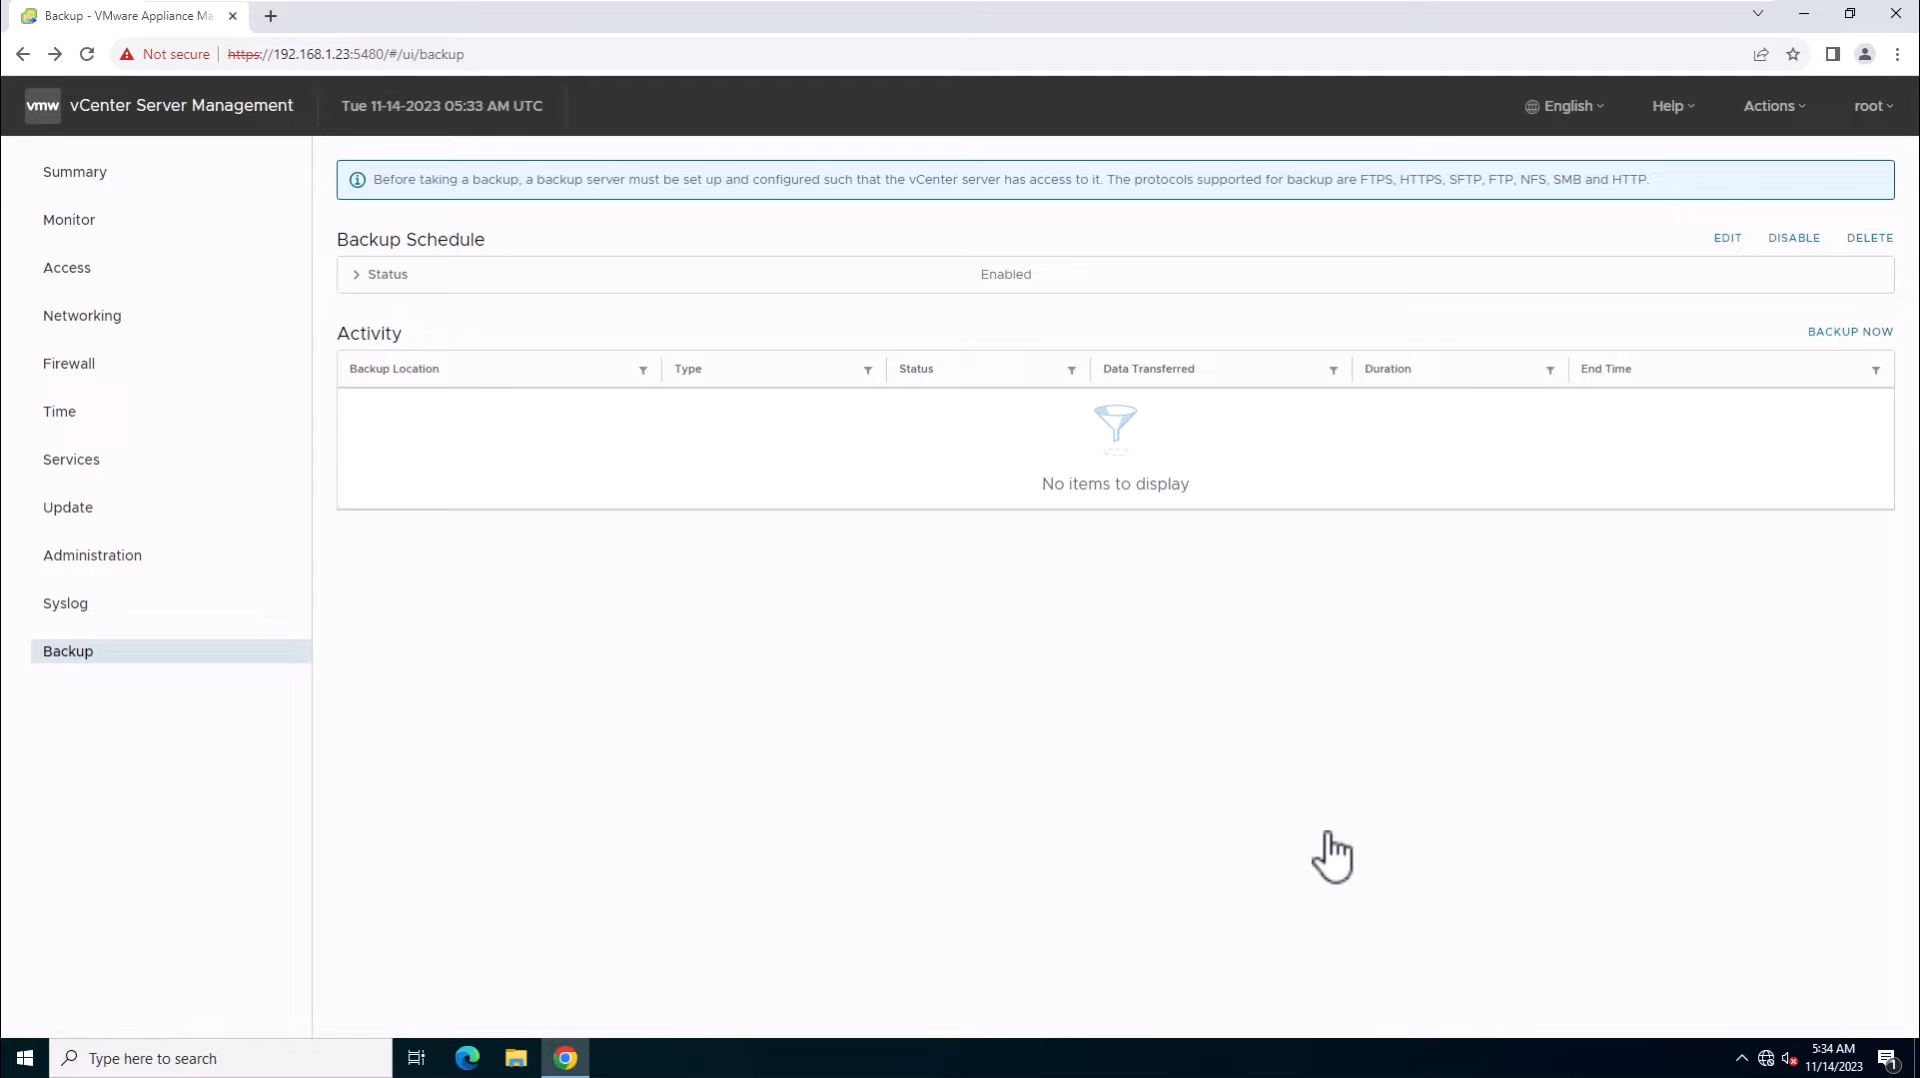 Backup - VMware Appliance Ma
Not secure https://192.168.1.23:5480/#/ui/backup
vmw vCenter Server Management Tue 11-14-2023 05:33 AM UTC English Help Actions root
Summary
Monitor
Access
Networking
Firewall
Time
Services
Update
Administration
Syslog
Backup
Before taking a backup, a backup server must be set up and configured such that the vCenter server has access to it. The protocols supported for backup are FTPS, HTTPS, SFTP, FTP, NFS, SMB and HTTP.
Backup Schedule EDIT DISABLE DELETE
Status Enabled
Activity BACKUP NOW
Backup Location Type Status Data Transferred Duration End Time
No items to display
Type here to search
5:34 AM
11/14/2023
1